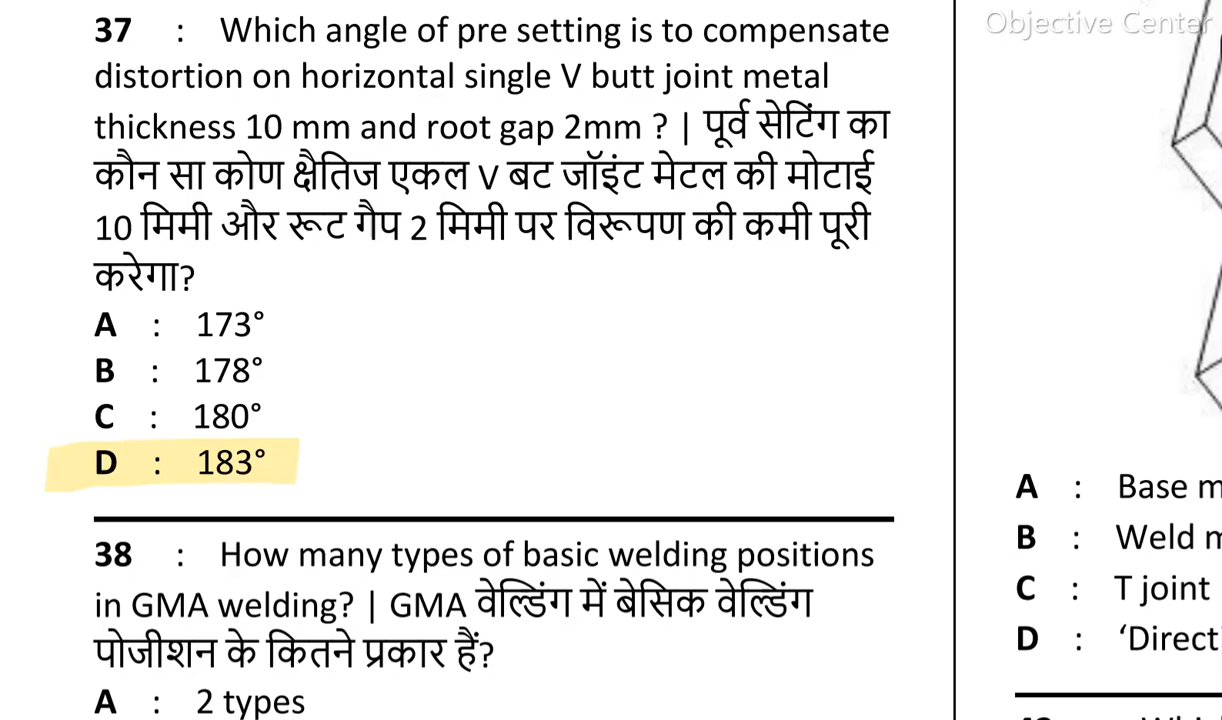 37 : Which angle of pre setting is to compensate
distortion on horizontal single V butt joint metal
thickness 10 mm and root gap 2mm ? | पूर्व सेटिंग का
कौन सा कोण क्षैतिज एकल V बट जॉइंट मेटल की मोटाई
10 मिमी और रूट गैप 2 मिमी पर विरूपण की कमी पूरी
करेगा?
A : 173°
B : 178°
C : 180°
D : 183°
38 : How many types of basic welding positions
in GMA welding? | GMA वेल्डिंग में बेसिक वेल्डिंग
पोजीशन के कितने प्रकार हैं?
A : 2 types
Objective Center
A : Base m
B : Weld m
C : T joint
D : ‘Direct